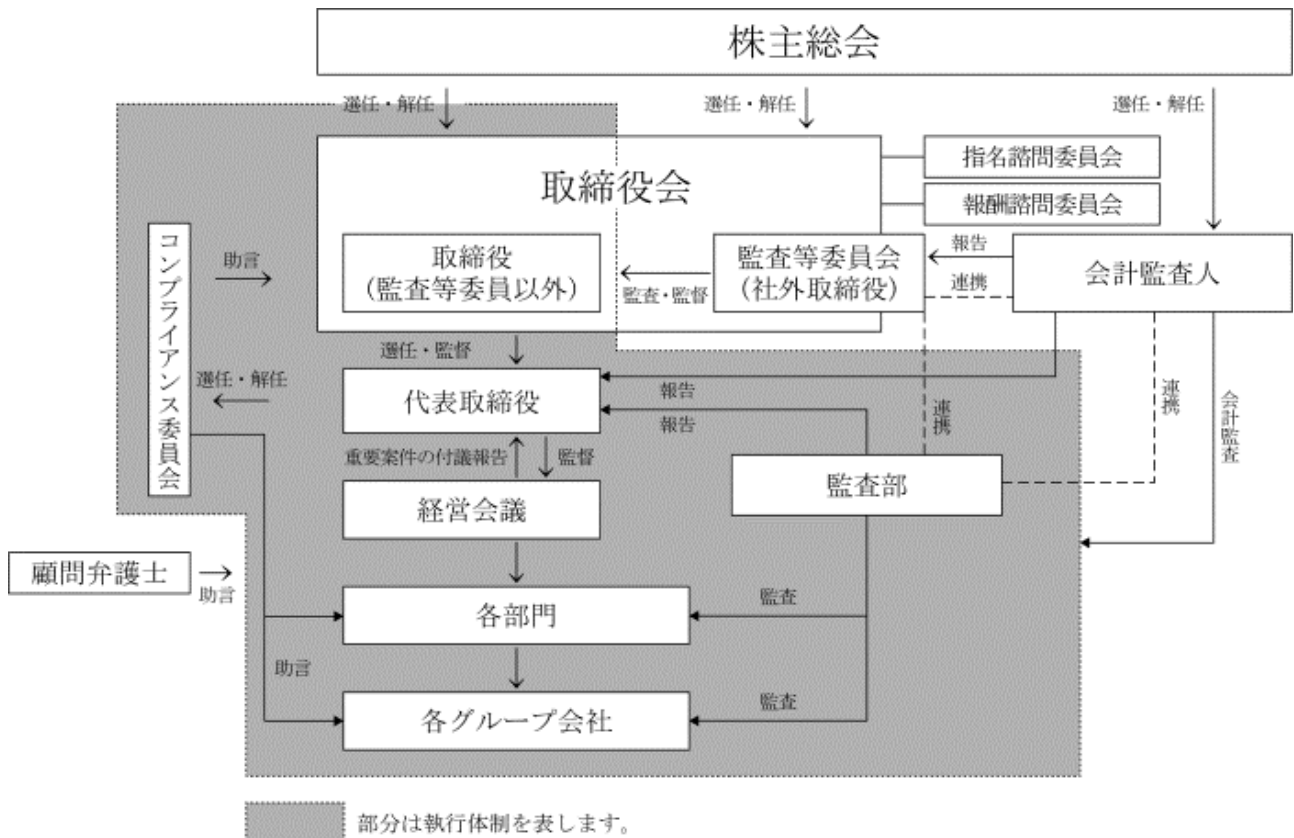 株主総会
選任・解任
選任・解任
選任・解任
取締役会
指名諮問委員会
報酬諮問委員会
コンプライアンス委員会
助言
取締役
(監査等委員以外)
監査・監督
監査等委員会
(社外取締役)
報告
連携
会計監査人
選任・監督
選任・解任
代表取締役
報告
報告
連携
連携
会計監査
重要案件の付議報告
監督
経営会議
監査部
顧問弁護士
助言
各部門
監査
助言
各グループ会社
監査
部分は執行体制を表します。